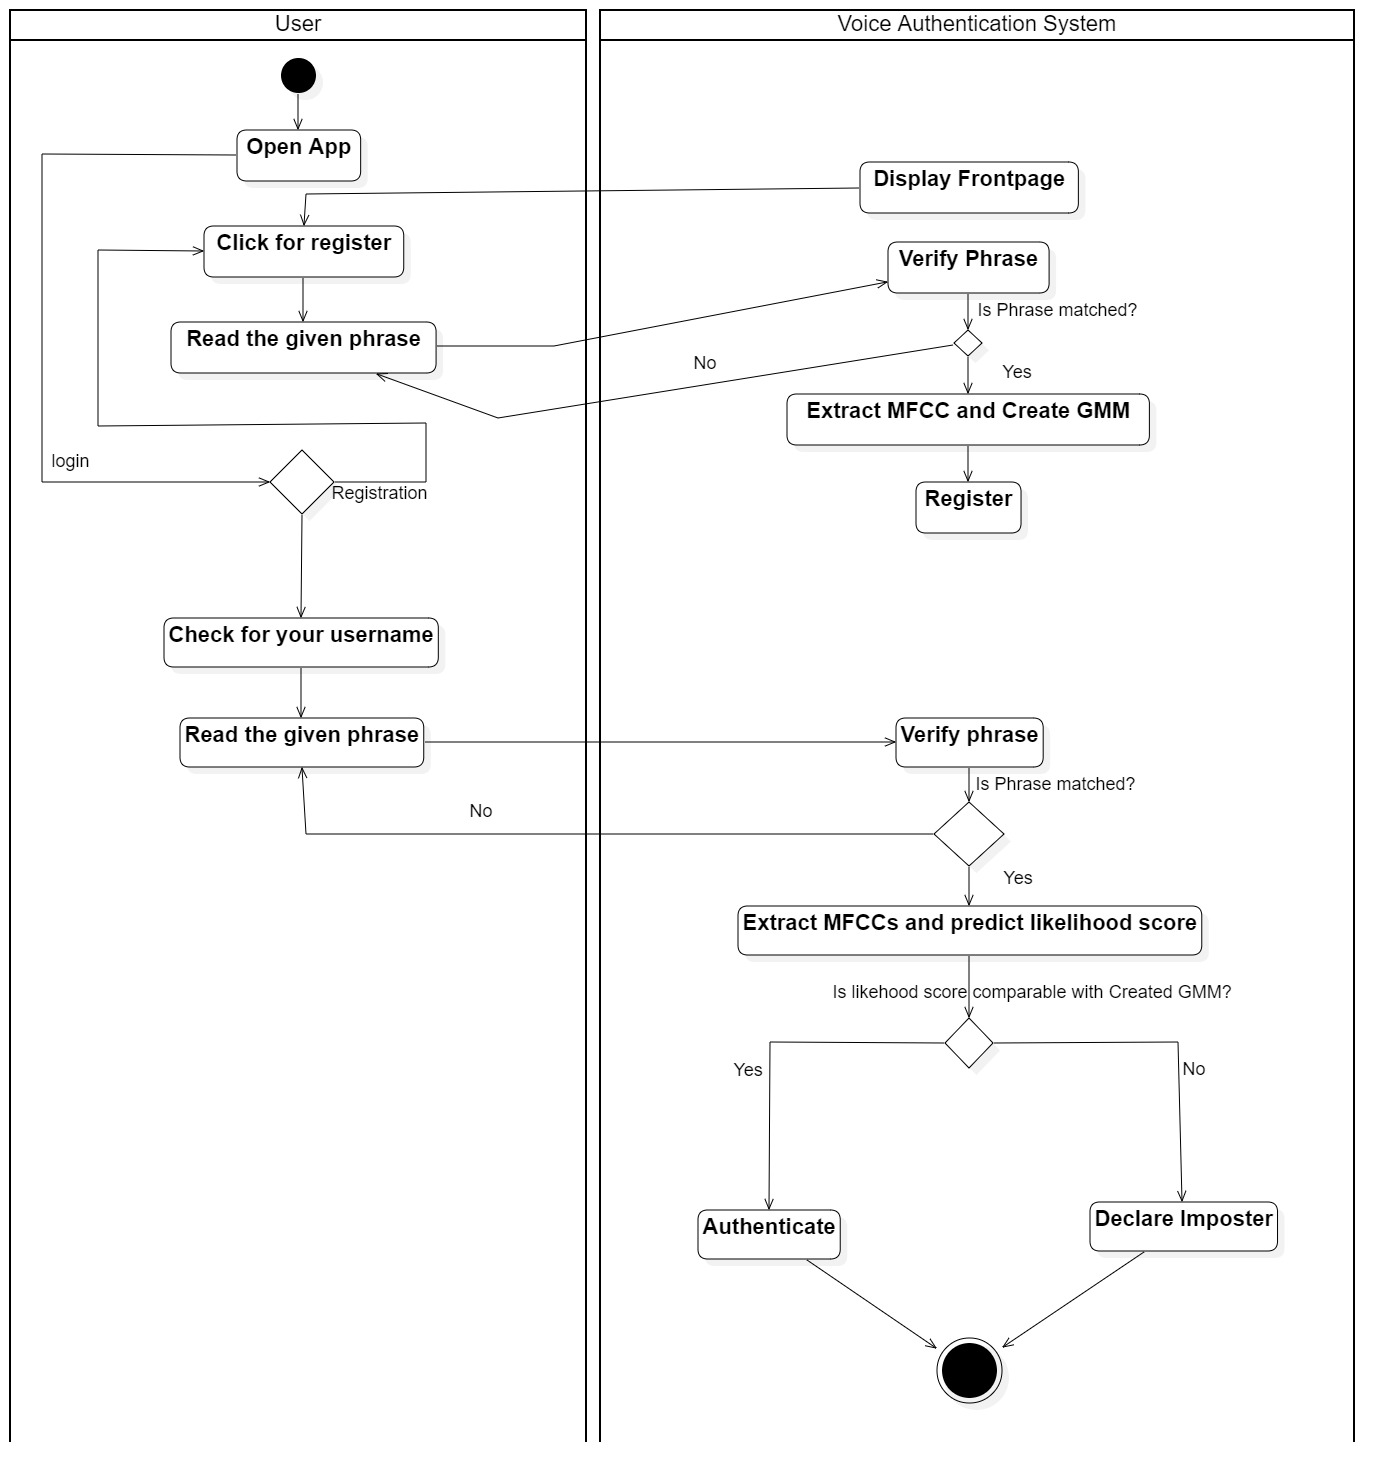 User
Voice Authentication System
Open App
Display Frontpage
Click for register
Verify Phrase
Is Phrase matched?
Read the given phrase
No
Yes
Extract MFCC and Create GMM
login
Registration
Register
Check for your username
Read the given phrase
Verify phrase
Is Phrase matched?
No
Yes
Extract MFCCs and predict likelihood score
Is likehood score comparable with Created GMM?
Yes
No
Authenticate
Declare Imposter